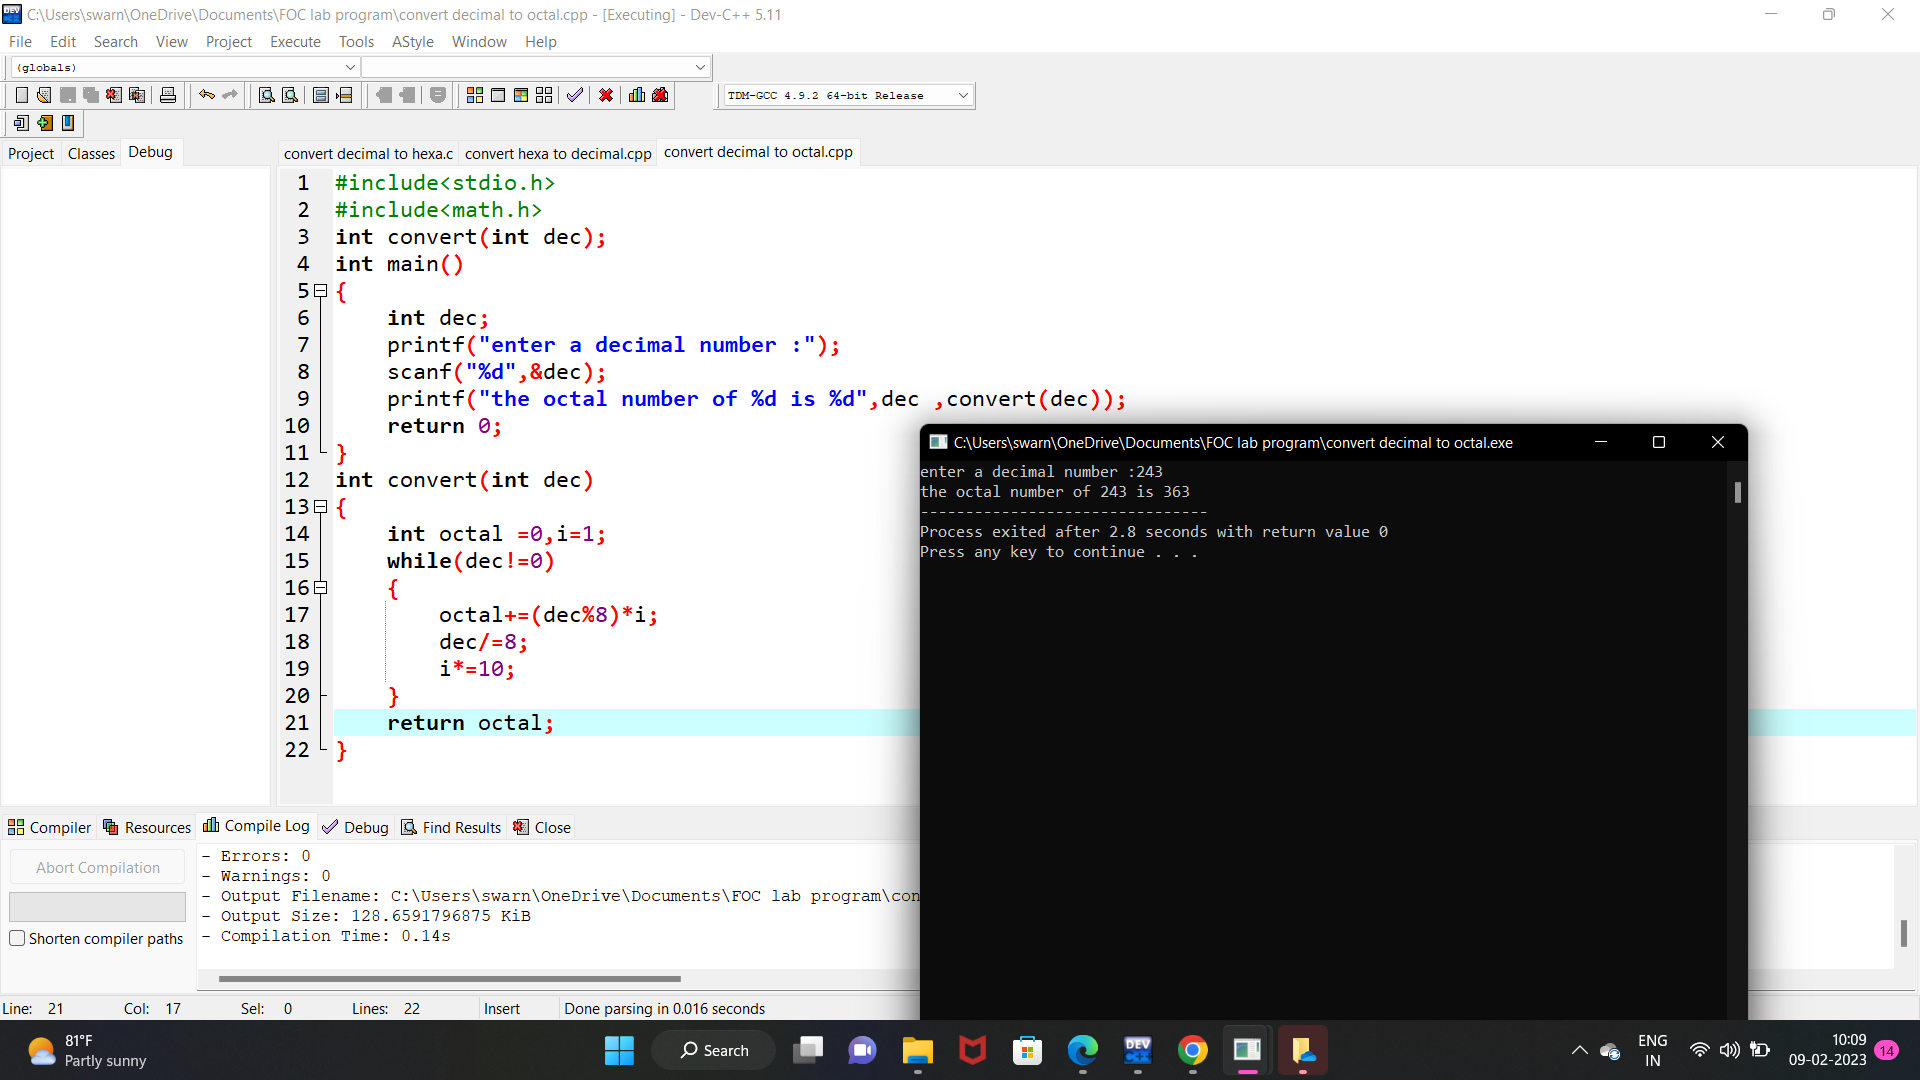 C:\Users\swarn\OneDrive\Documents\FOC lab program\convert decimal to octal.cpp - [Executing] - Dev-C++ 5.11
File Edit Search View Project Execute Tools AStyle Window Help
(globals)
TDM-GCC 4.9.2 64-bit Release
Project Classes Debug
convert decimal to hexa.c convert hexa to decimal.cpp convert decimal to octal.cpp
1 #include<stdio.h>
2 #include<math.h>
3 int convert(int dec);
4 int main()
5 {
6 int dec;
7 printf("enter a decimal number :");
8 scanf("%d",&dec);
9 printf("the octal number of %d is %d",dec ,convert(dec));
10 return 0;
11 }
12 int convert(int dec)
13 {
14 int octal =0,i=1;
15 while(dec!=0)
16 {
17 octal+=(dec%8)*i;
18 dec/=8;
19 i*=10;
20 }
21 return octal;
22 }
C:\Users\swarn\OneDrive\Documents\FOC lab program\convert decimal to octal.exe
enter a decimal number :243
the octal number of 243 is 363
--------------------------------
Process exited after 2.8 seconds with return value 0
Press any key to continue . . .
Compiler Resources Compile Log Debug Find Results Close
Abort Compilation
Shorten compiler paths
- Errors: 0
- Warnings: 0
- Output Filename: C:\Users\swarn\OneDrive\Documents\FOC lab program\con
- Output Size: 128.6591796875 KiB
- Compilation Time: 0.14s
Line: 21 Col: 17 Sel: 0 Lines: 22 Insert Done parsing in 0.016 seconds
81°F
Partly sunny
Search
DEV
C++
ENG
IN
10:09
09-02-2023
14